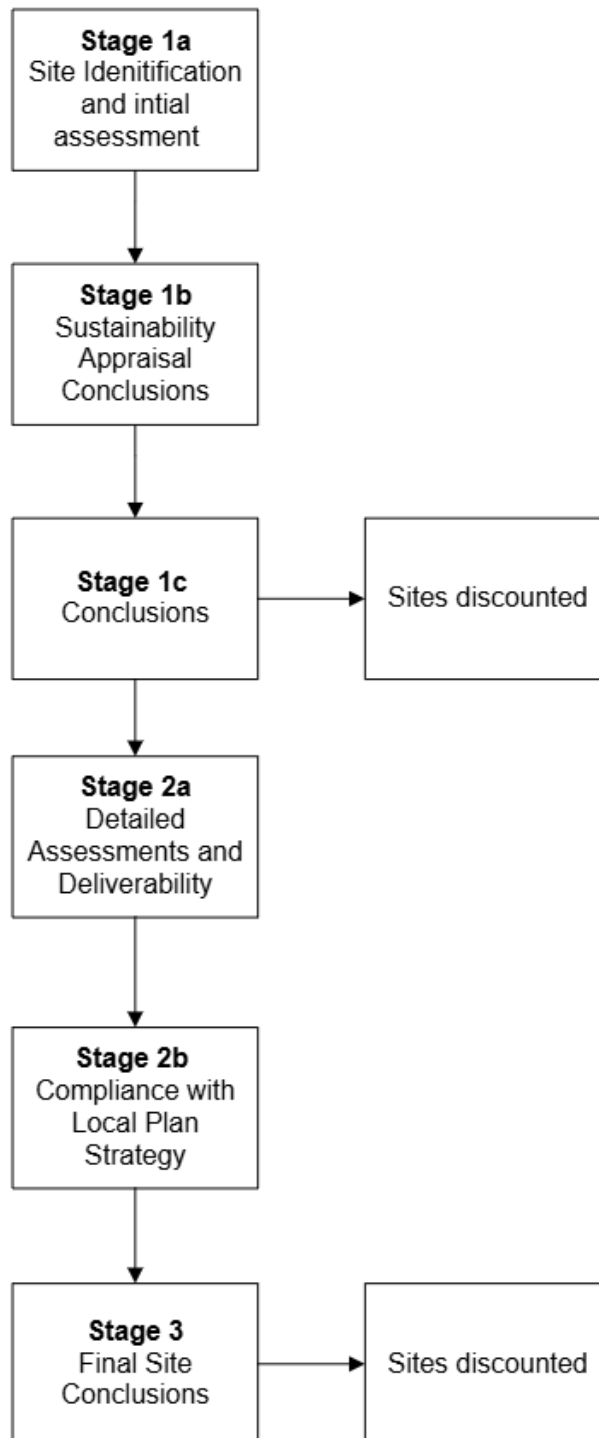 Stage 1a
Site Idenitification
and intial
assessment
Stage 1b
Sustainability
Appraisal
Conclusions
Stage 1c
Conclusions
Sites discounted
Stage 2a
Detailed
Assessments and
Deliverability
Stage 2b
Compliance with
Local Plan
Strategy
Stage 3
Final Site
Conclusions
Sites discounted